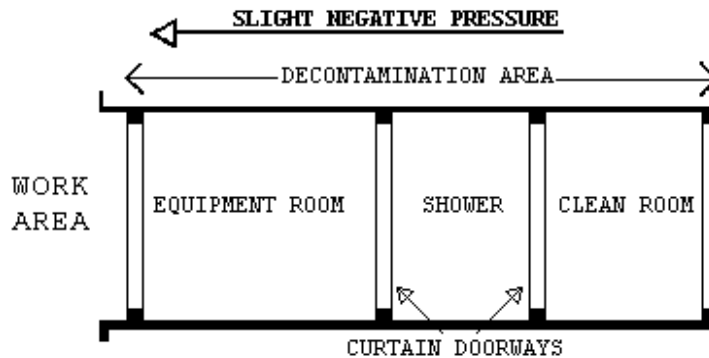 SLIGHT NEGATIVE PRESSURE
DECONTAMINATION AREA
WORK
AREA
EQUIPMENT ROOM
SHOWER
CLEAN ROOM
CURTAIN DOORWAYS